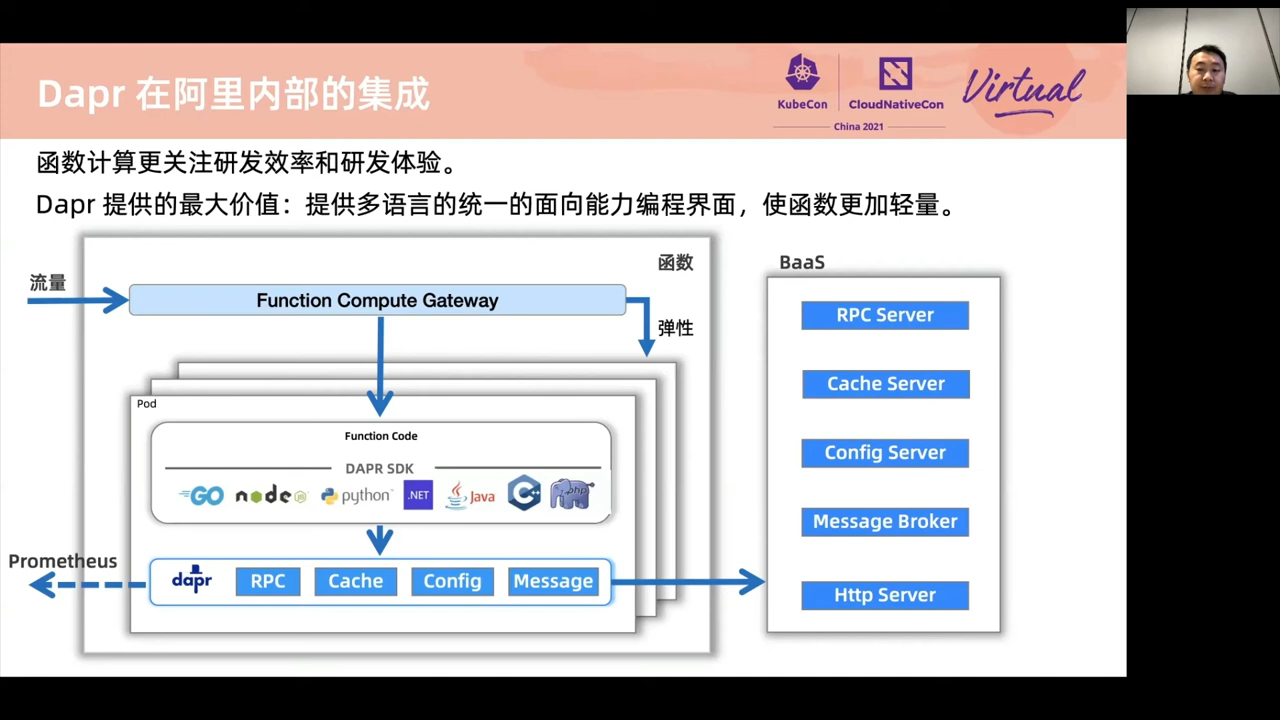 Dapr 在阿里内部的集成
KubeCon
CloudNativeCon
Virtual
China 2021
函数计算更关注研发效率和研发体验。
Dapr 提供的最大价值：提供多语言的统一的面向能力编程界面，使函数更加轻量。
函数
流量
Function Compute Gateway
弹性
Pod
Function Code
DAPR SDK
GO
node
JS
python
.NET
Java
C++
php
Prometheus
dapr
RPC
Cache
Config
Message
BaaS
RPC Server
Cache Server
Config Server
Message Broker
Http Server